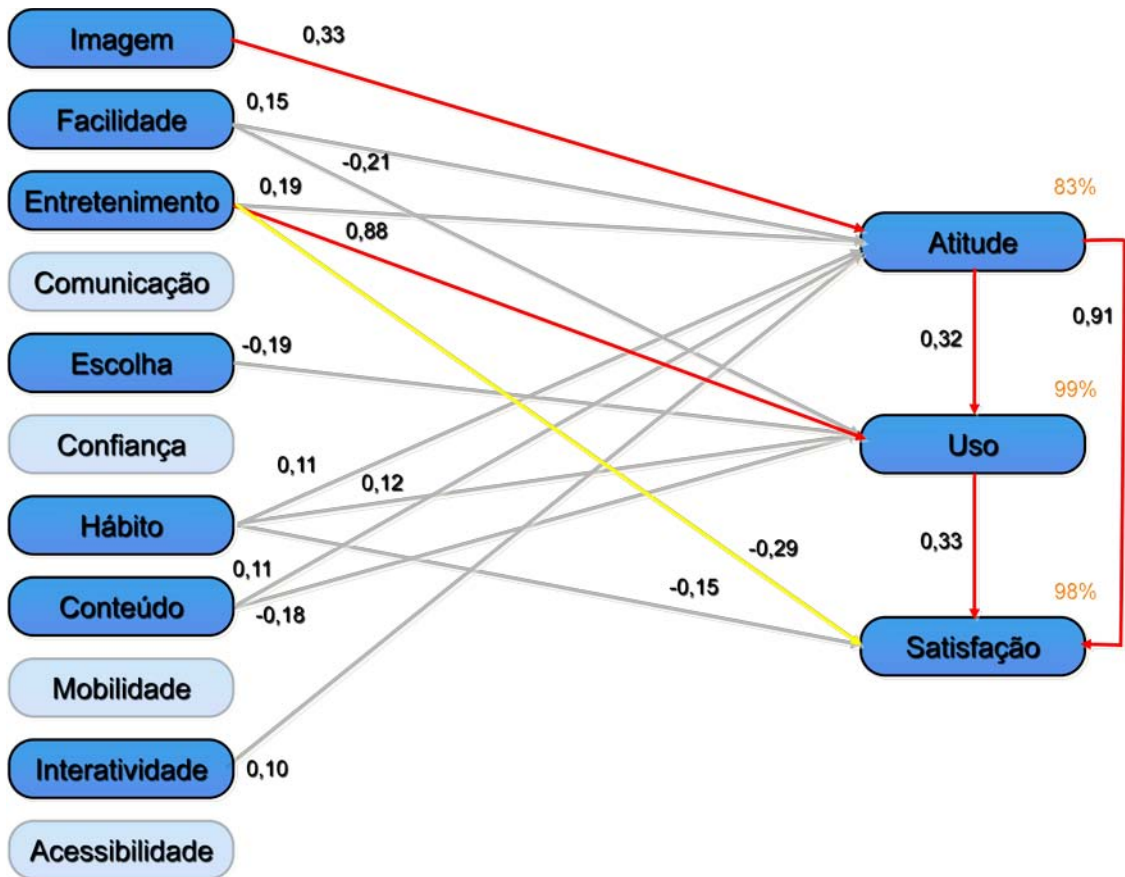 Imagem
0,33
Facilidade
0,15
-0,21
Entretenimento
0,19
0,88
83%
Atitude
Comunicação
Escolha
-0,19
0,32
0,91
99%
Confiança
Uso
0,11
0,12
Hábito
-0,29
0,33
0,11
-0,15
98%
Conteúdo
-0,18
Satisfação
Mobilidade
Interatividade
0,10
Acessibilidade